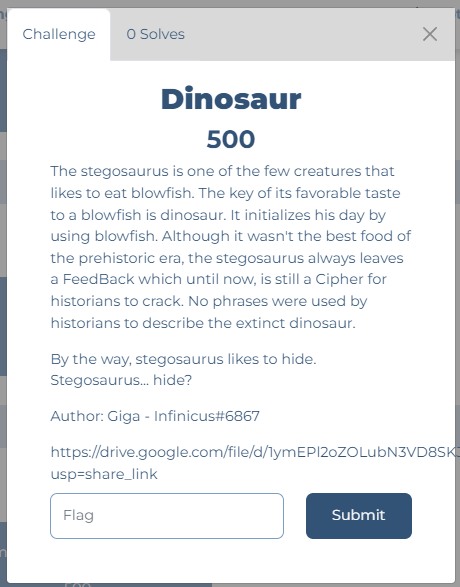 Challenge
0 Solves
Dinosaur
500
The stegosaurus is one of the few creatures that
likes to eat blowfish. The key of its favorable taste
to a blowfish is dinosaur. It initializes his day by
using blowfish. Although it wasn't the best food of
the prehistoric era, the stegosaurus always leaves
a FeedBack which until now, is still a Cipher for
historians to crack. No phrases were used by
historians to describe the extinct dinosaur.
By the way, stegosaurus likes to hide.
Stegosaurus... hide?
Author: Giga - Infinicus#6867
https://drive.google.com/file/d/1ymEPl2oZOLubN3VD8SK
usp=share_link
Flag
Submit
500